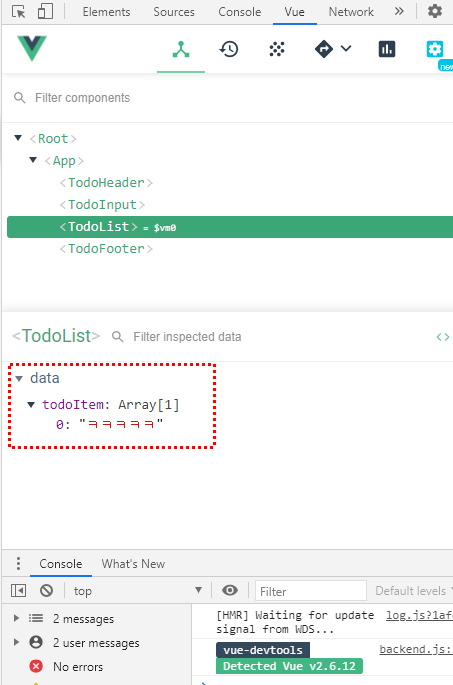 Elements Sources Console Vue Network
new
Filter components
<Root>
<App>
<TodoHeader>
<TodoInput>
<TodoList> = $vm0
<TodoFooter>
<TodoList> Filter inspected data
data
todoItem: Array[1]
0: "ㅋㅋㅋㅋㅋ"
Console What's New
top Filter Default levels
2 messages
2 user messages
No errors
[HMR] Waiting for update log.js?1afd
signal from WDS...
vue-devtools backend.js:
Detected Vue v2.6.12